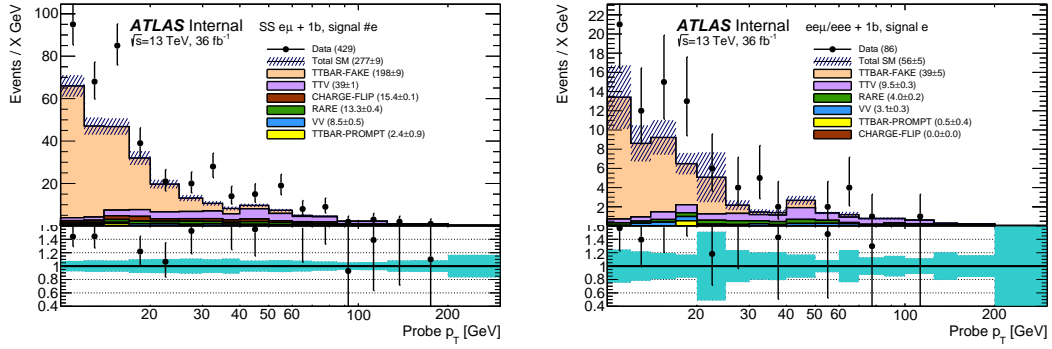 ATLAS Internal
√s=13 TeV, 36 fb⁻¹
SS eμ + 1b, signal #e
Data (429)
Total SM (277±9)
TTBAR-FAKE (198±9)
TTV (39±1)
CHARGE-FLIP (15.4±0.1)
RARE (13.3±0.4)
VV (8.5±0.5)
TTBAR-PROMPT (2.4±0.9)
Events / X GeV
100
80
60
40
20
1.6
1.4
1.2
1
0.8
0.6
0.4
20 30 40 50 60 70 100 200
Probe p_T [GeV]
ATLAS Internal
√s=13 TeV, 36 fb⁻¹
eeμ/eee + 1b, signal e
Data (86)
Total SM (56±5)
TTBAR-FAKE (39±5)
TTV (9.5±0.3)
RARE (4.0±0.2)
VV (3.1±0.3)
TTBAR-PROMPT (0.5±0.4)
CHARGE-FLIP (0.0±0.0)
Events / X GeV
22
20
18
16
14
12
10
8
6
4
2
1.6
1.4
1.2
1
0.8
0.6
0.4
20 30 40 50 60 70 100 200
Probe p_T [GeV]